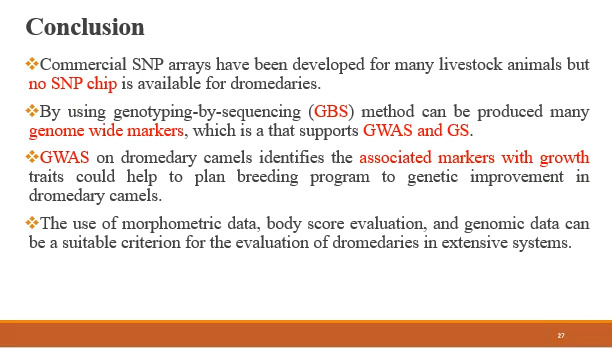 Conclusion
❖Commercial SNP arrays have been developed for many livestock animals but
no SNP chip is available for dromedaries.
❖By using genotyping-by-sequencing (GBS) method can be produced many
genome wide markers, which is a that supports GWAS and GS.
❖GWAS on dromedary camels identifies the associated markers with growth
traits could help to plan breeding program to genetic improvement in
dromedary camels.
❖The use of morphometric data, body score evaluation, and genomic data can
be a suitable criterion for the evaluation of dromedaries in extensive systems.
27